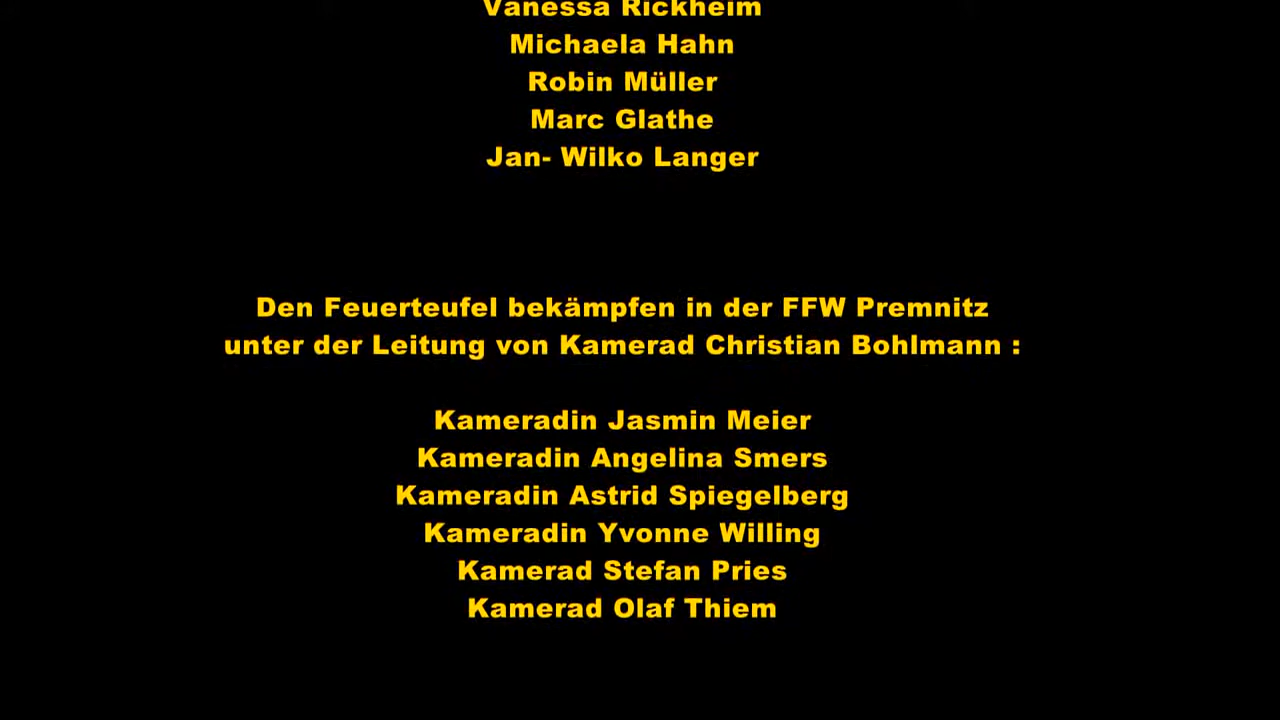 Vanessa Rickheim
Michaela Hahn
Robin Müller
Marc Glathe
Jan- Wilko Langer
Den Feuerteufel bekämpfen in der FFW Premnitz
unter der Leitung von Kamerad Christian Bohlmann :
Kameradin Jasmin Meier
Kameradin Angelina Smers
Kameradin Astrid Spiegelberg
Kameradin Yvonne Willing
Kamerad Stefan Pries
Kamerad Olaf Thiem